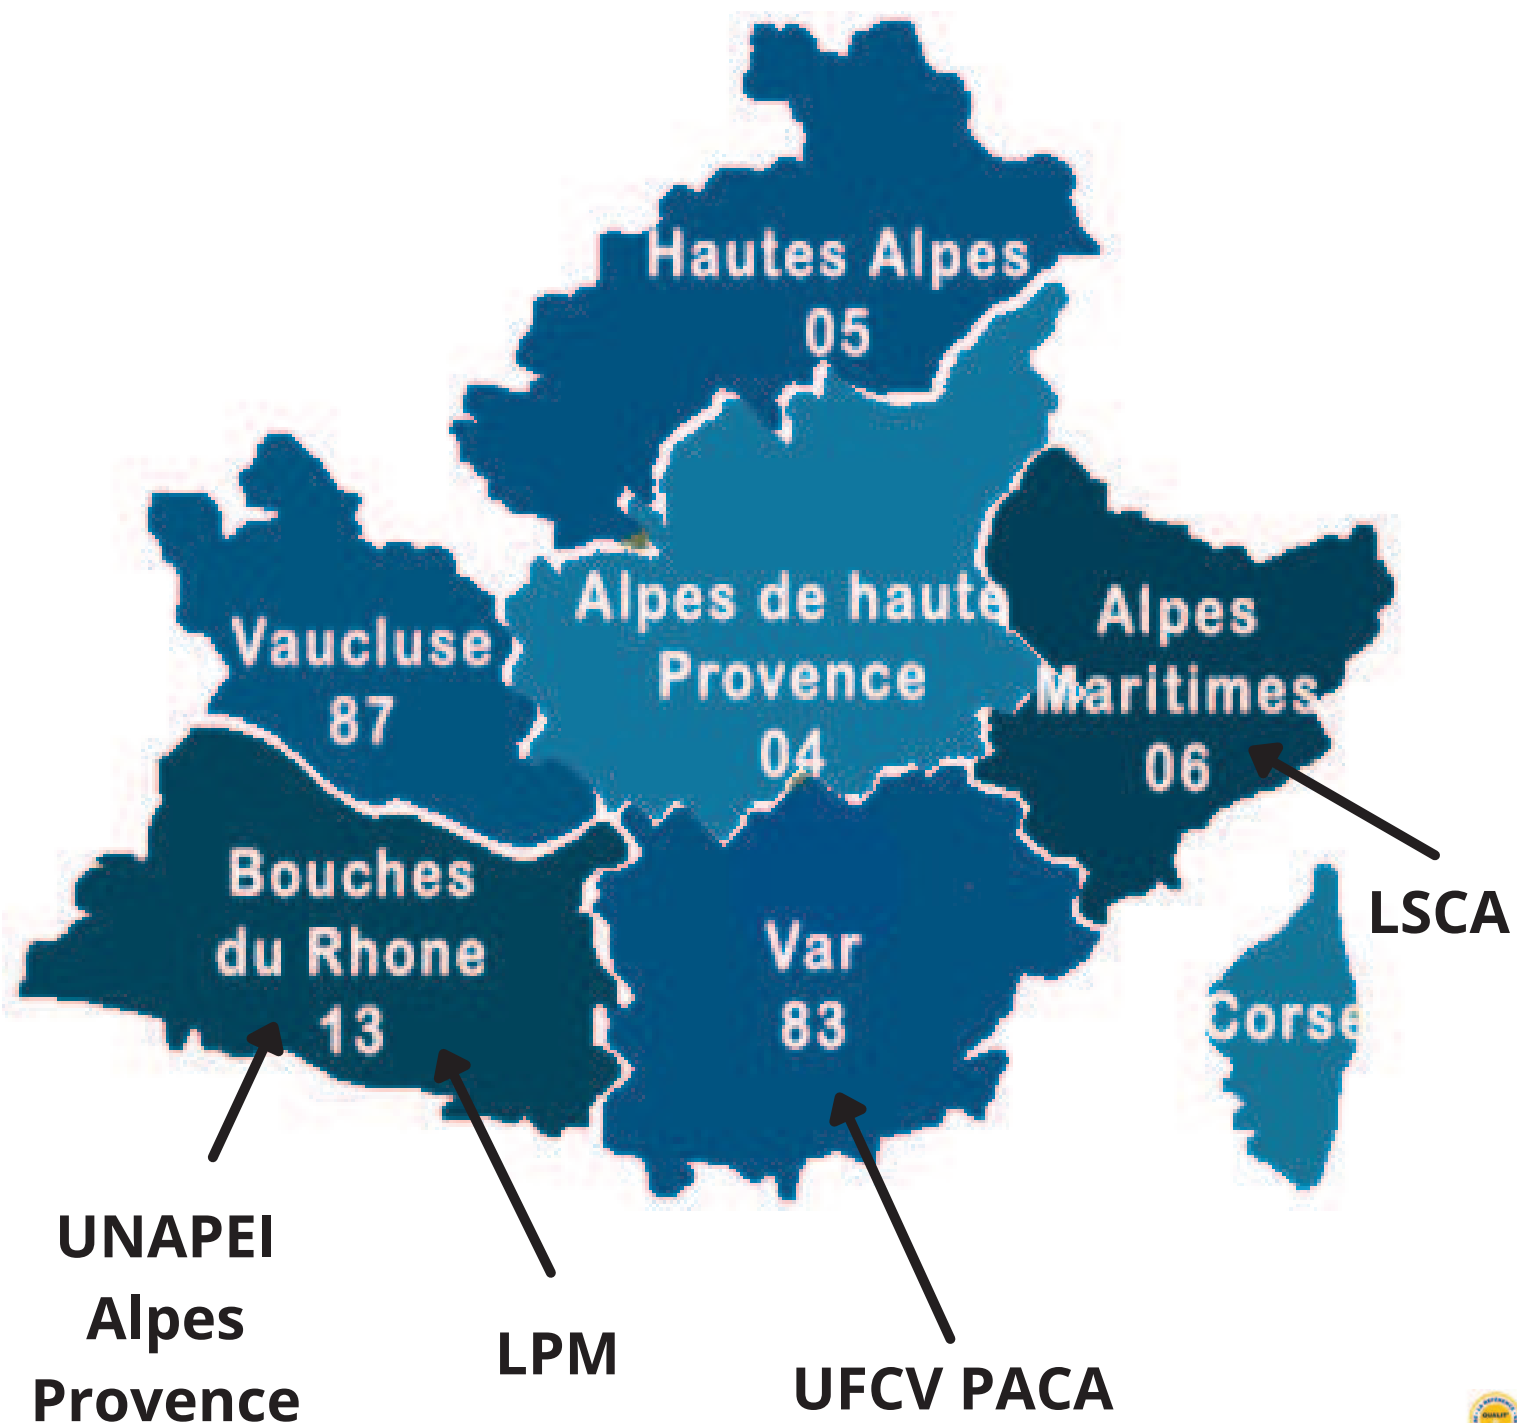 Hautes Alpes
05
Alpes de haute
Provence
04
Alpes
Maritimes
06
Vaucluse
87
Bouches
du Rhone
13
Var
83
Corse
LSCA
UNAPEI
Alpes
Provence
LPM
UFCV PACA